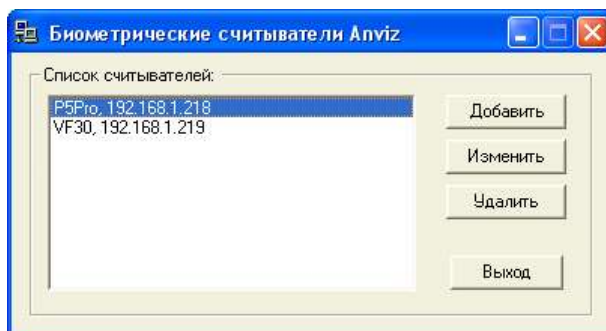 Биометрические считыватели Anviz
Список считывателей:
P5Pro, 192.168.1.218
VF30, 192.168.1.219
Добавить
Изменить
Удалить
Выход